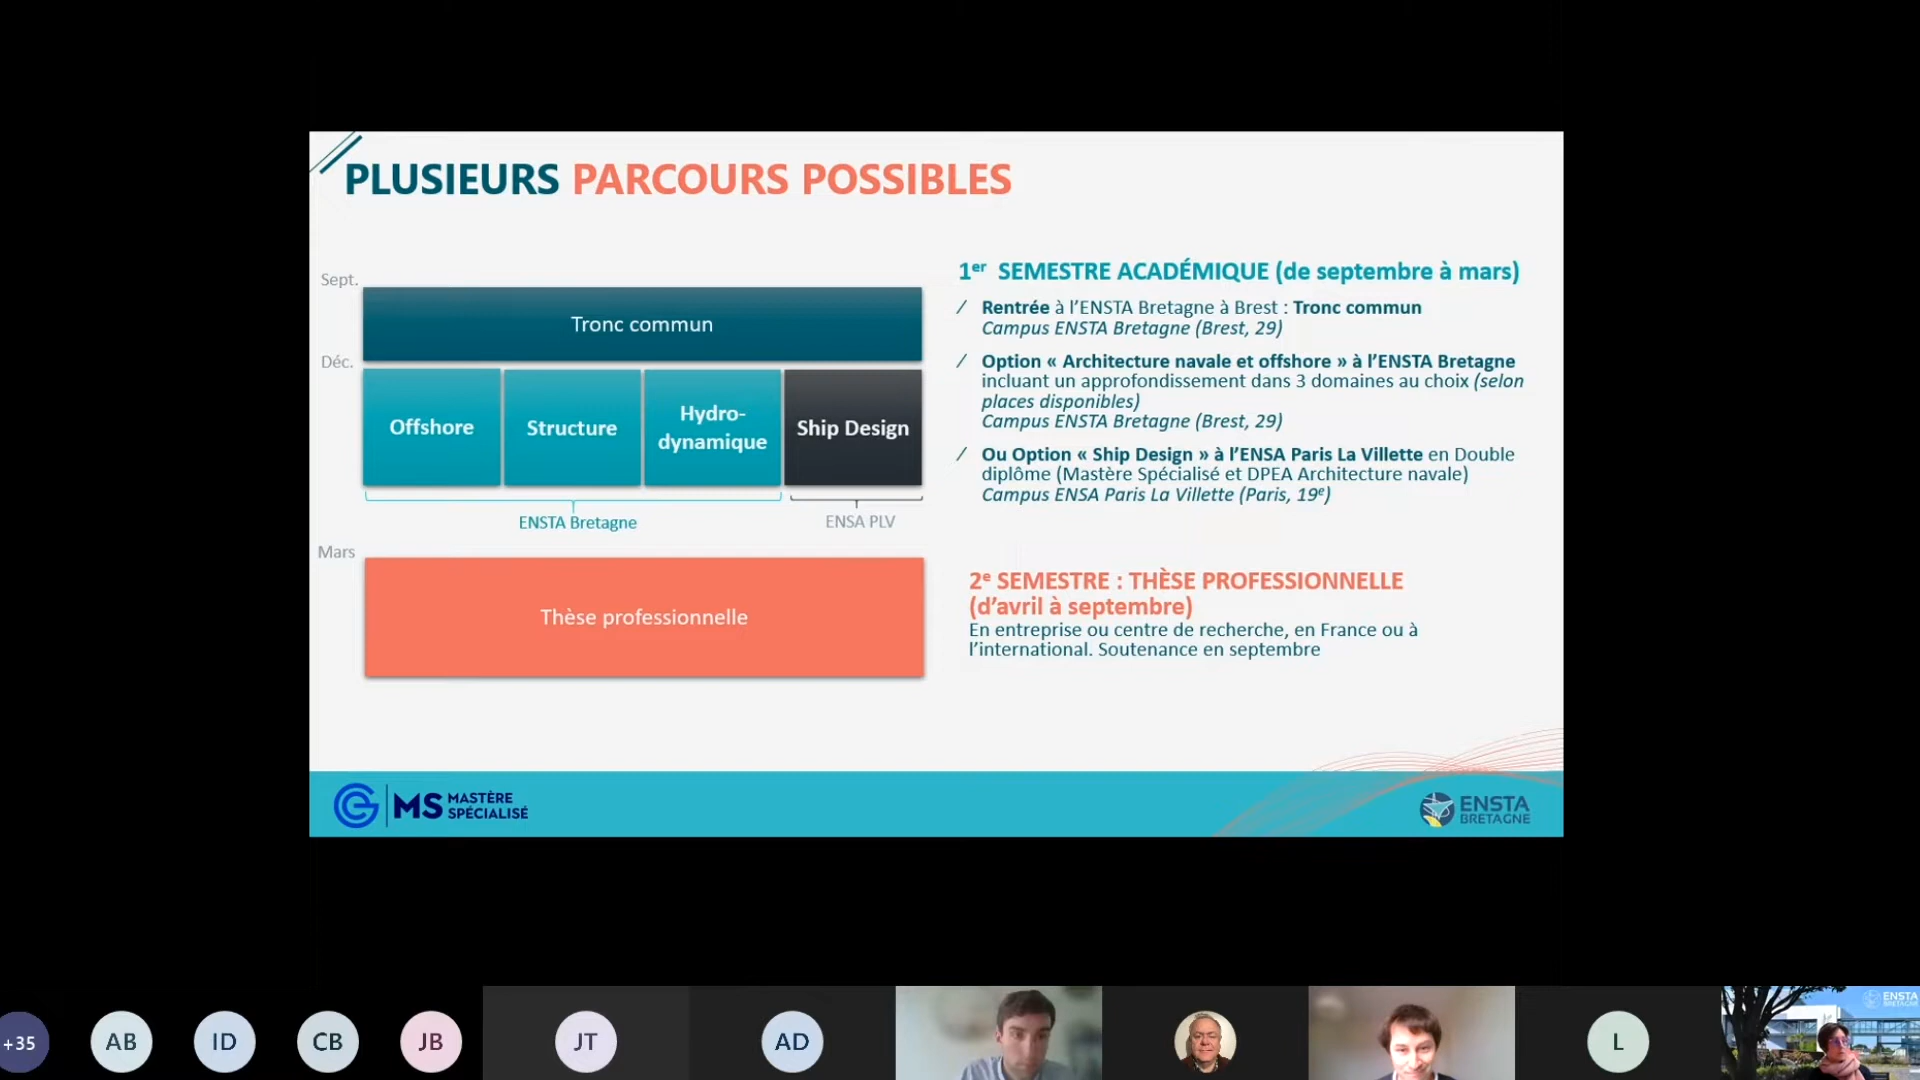 PLUSIEURS PARCOURS POSSIBLES
Sept.
Tronc commun
Déc.
Offshore
Structure
Hydro-
dynamique
Ship Design
ENSTA Bretagne
ENSA PLV
Mars
Thèse professionnelle
1er SEMESTRE ACADÉMIQUE (de septembre à mars)
/ Rentrée à l'ENSTA Bretagne à Brest : Tronc commun
Campus ENSTA Bretagne (Brest, 29)
/ Option « Architecture navale et offshore » à l'ENSTA Bretagne
incluant un approfondissement dans 3 domaines au choix (selon
places disponibles)
Campus ENSTA Bretagne (Brest, 29)
/ Ou Option « Ship Design » à l'ENSA Paris La Villette en Double
diplôme (Mastère Spécialisé et DPEA Architecture navale)
Campus ENSA Paris La Villette (Paris, 19e)
2e SEMESTRE : THÈSE PROFESSIONNELLE
(d'avril à septembre)
En entreprise ou centre de recherche, en France ou à
l'international. Soutenance en septembre
MS MASTÈRE
SPÉCIALISÉ
ENSTA
BRETAGNE
+35
AB
ID
CB
JB
JT
AD
L
ENSTA
BRETAGNE